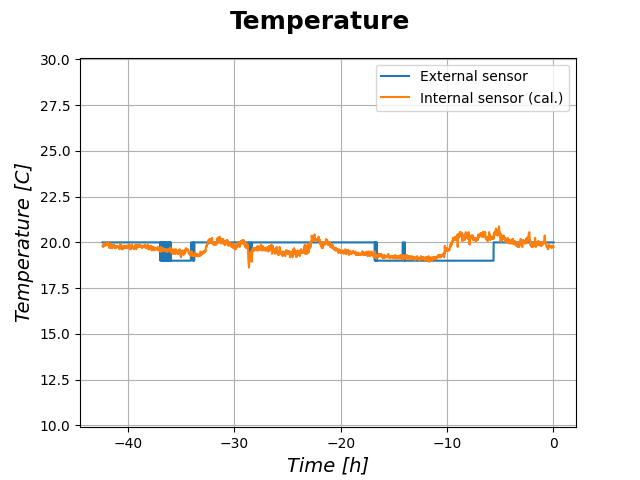 Temperature
External sensor
Internal sensor (cal.)
Temperature [C]
30.0
27.5
25.0
22.5
20.0
17.5
15.0
12.5
10.0
−40
−30
−20
−10
0
Time [h]